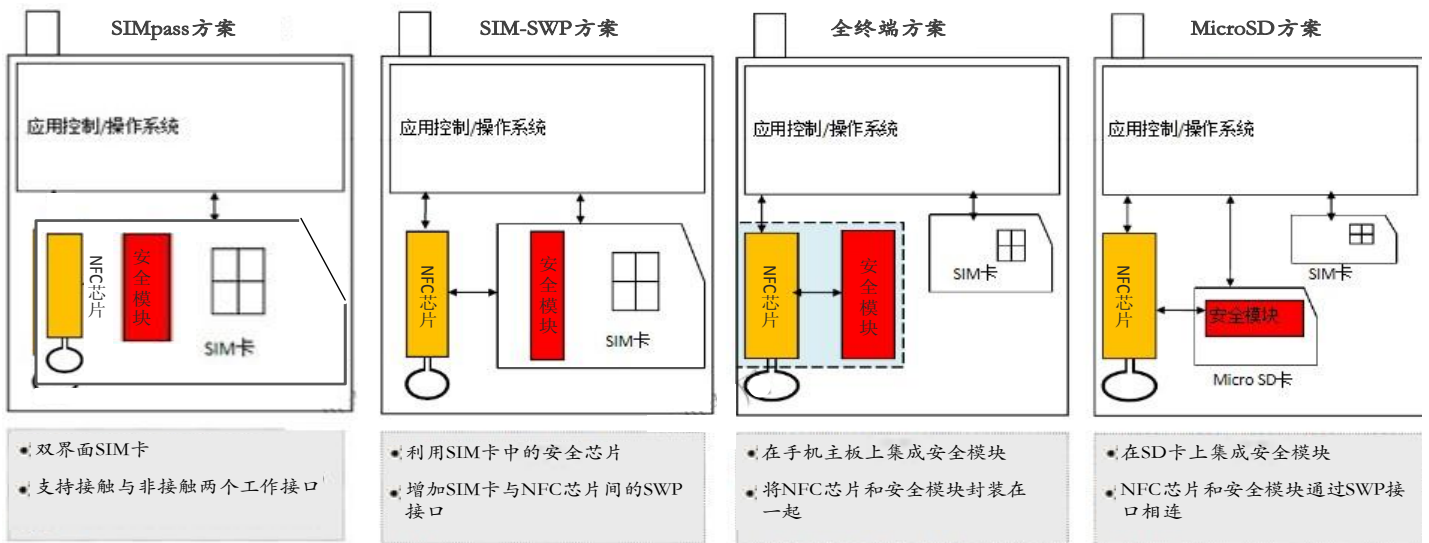 SIMpass方案
应用控制/操作系统
NFC芯片
安全模块
SIM卡
•双界面SIM卡
•支持接触与非接触两个工作接口
SIM-SWP方案
应用控制/操作系统
NFC芯片
安全模块
SIM卡
•利用SIM卡中的安全芯片
•增加SIM卡与NFC芯片间的SWP
接口
全终端方案
应用控制/操作系统
NFC芯片
安全模块
SIM卡
•在手机主板上集成安全模块
•将NFC芯片和安全模块封装在
一起
MicroSD方案
应用控制/操作系统
NFC芯片
SIM卡
安全模块
Micro SD卡
•在SD卡上集成安全模块
•NFC芯片和安全模块通过SWP接
口相连